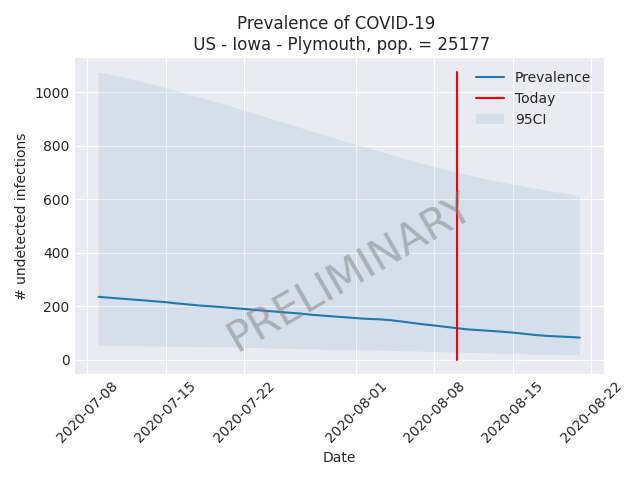 Prevalence of COVID-19
US - Iowa - Plymouth, pop. = 25177
Prevalence
Today
95CI
1000
800
600
400
200
0
# undetected infections
PRELIMINARY
2020-07-08
2020-07-15
2020-07-22
2020-08-01
2020-08-08
2020-08-15
2020-08-22
Date